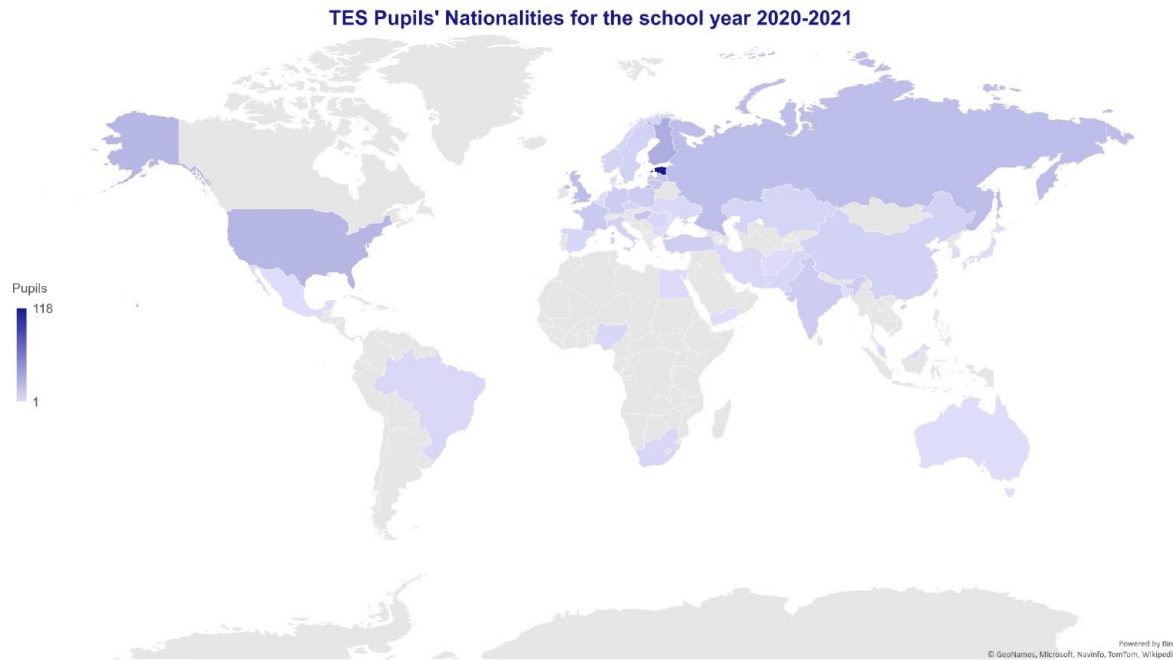 TES Pupils' Nationalities for the school year 2020-2021
Pupils
118
1
Powered by Bin
© GeoNames, Microsoft, Navinfo, TomTom, Wikipedi